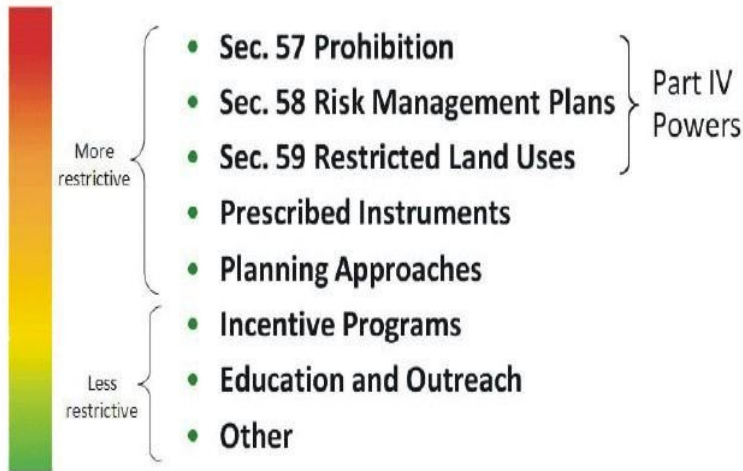 • Sec. 57 Prohibition
• Sec. 58 Risk Management Plans
• Sec. 59 Restricted Land Uses
• Prescribed Instruments
• Planning Approaches
• Incentive Programs
• Education and Outreach
• Other
More
restrictive
Less
restrictive
Part IV
Powers